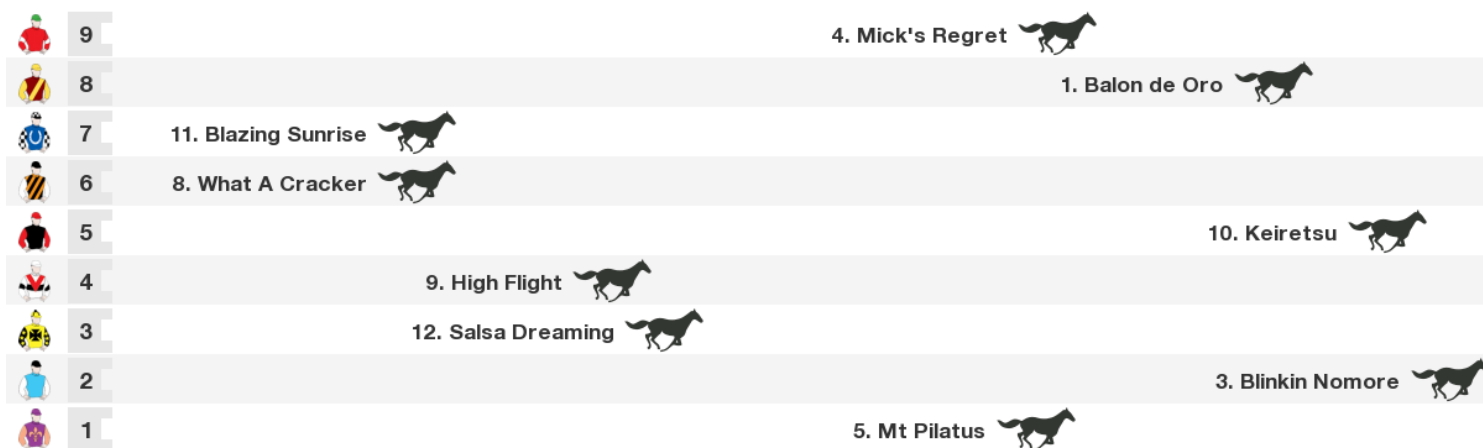 9 4. Mick's Regret
8 1. Balon de Oro
7 11. Blazing Sunrise
6 8. What A Cracker
5 10. Keiretsu
4 9. High Flight
3 12. Salsa Dreaming
2 3. Blinkin Nomore
1 5. Mt Pilatus